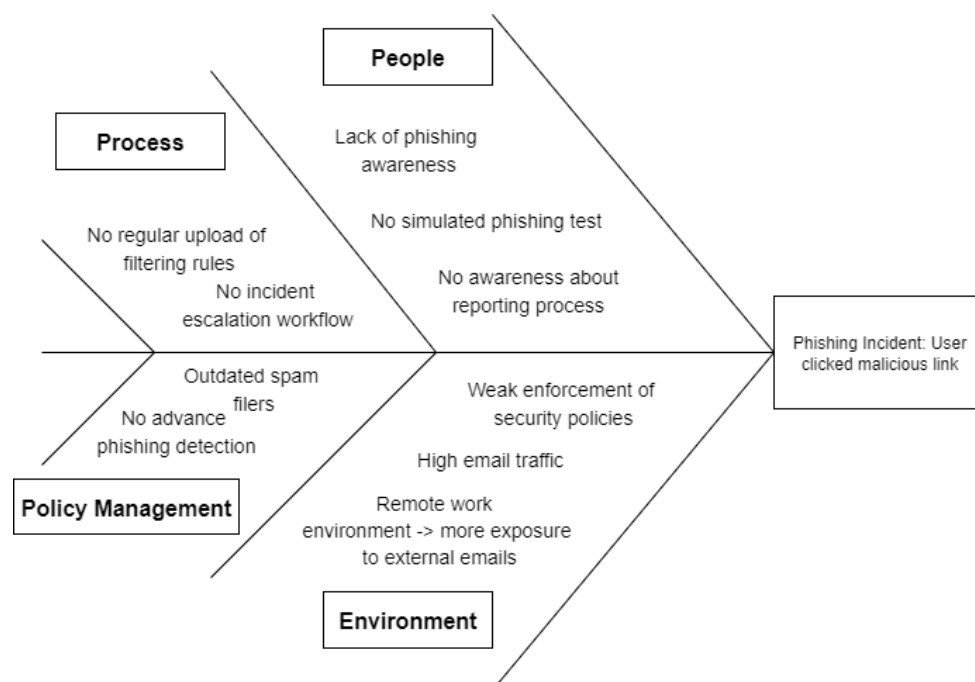 People
Process
Lack of phishing
awareness
No simulated phishing test
No regular upload of
filtering rules
No awareness about
reporting process
No incident
escalation workflow
Phishing Incident: User
clicked malicious link
Outdated spam
filers
No advance
phishing detection
Weak enforcement of
security policies
High email traffic
Policy Management
Remote work
environment -> more exposure
to external emails
Environment